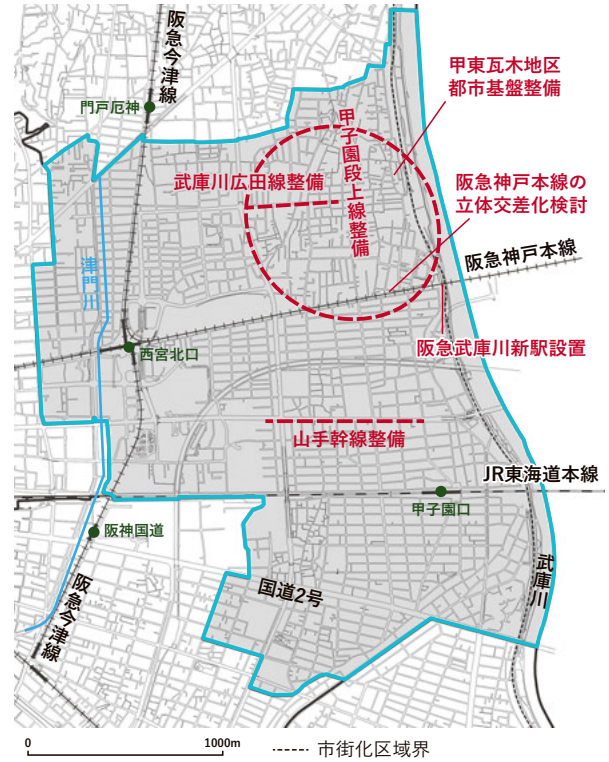 阪急今津線
門戸厄神
甲東瓦木地区
都市基盤整備
甲子園段上線整備
武庫川広田線整備
阪急神戸本線の
立体交差化検討
阪急神戸本線
津門川
西宮北口
阪急武庫川新駅設置
山手幹線整備
JR東海道本線
甲子園口
阪神国道
武庫川
国道2号
阪急今津線
0
1000m
市街化区域界